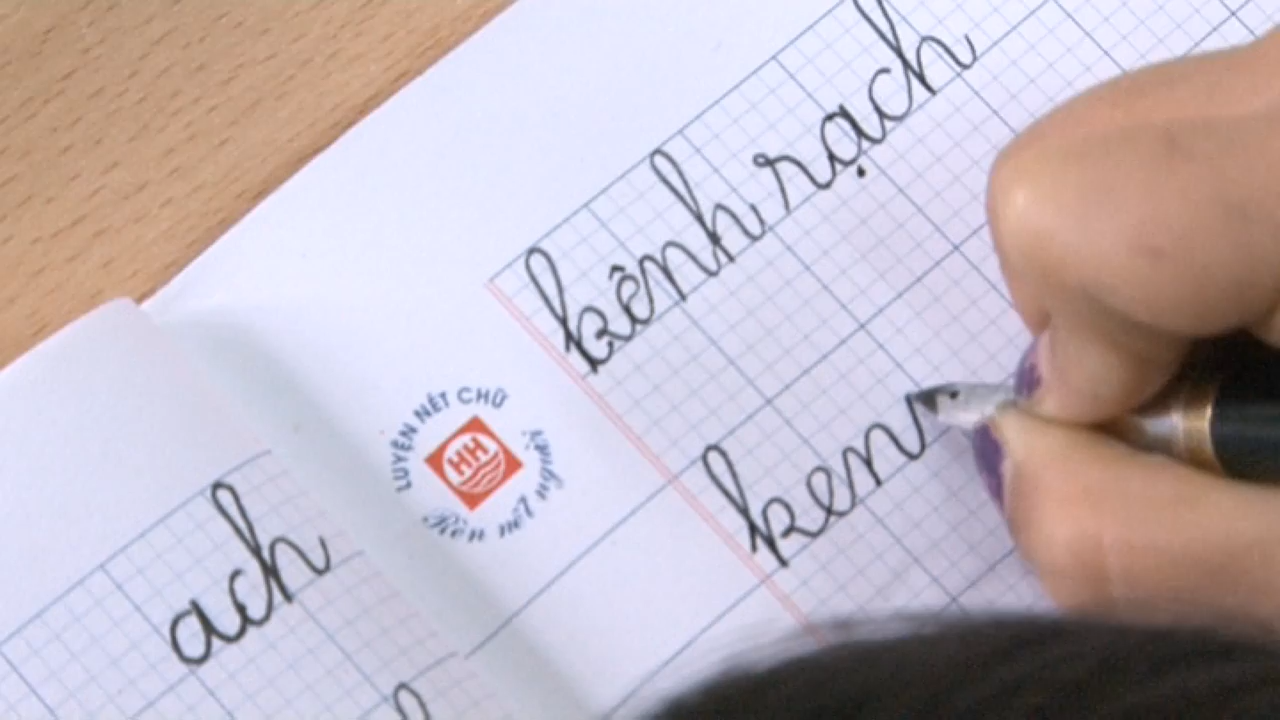 kênh rạch
LUYỆN NÉT CHỮ
HH
Rèn nết người
ken
ach